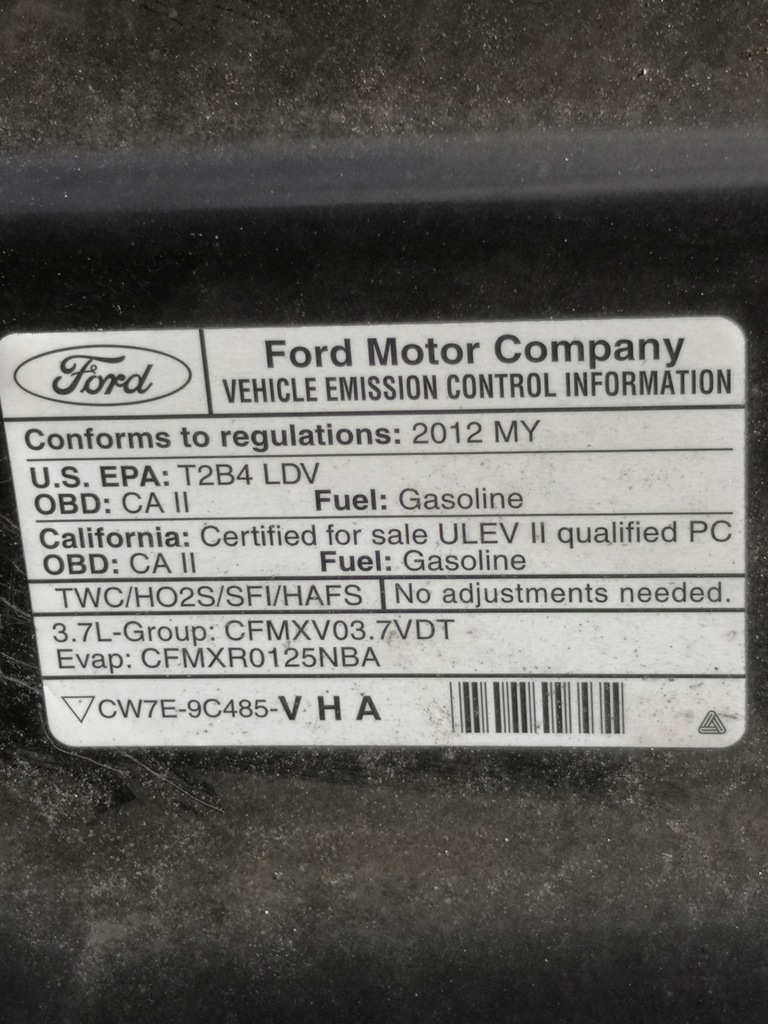 Ford
Ford Motor Company
VEHICLE EMISSION CONTROL INFORMATION
Conforms to regulations: 2012 MY
U.S. EPA: T2B4 LDV
OBD: CA II Fuel: Gasoline
California: Certified for sale ULEV II qualified PC
OBD: CA II Fuel: Gasoline
TWC/HO2S/SFI/HAFS No adjustments needed.
3.7L-Group: CFMXV03.7VDT
Evap: CFMXR0125NBA
CW7E-9C485-V H A